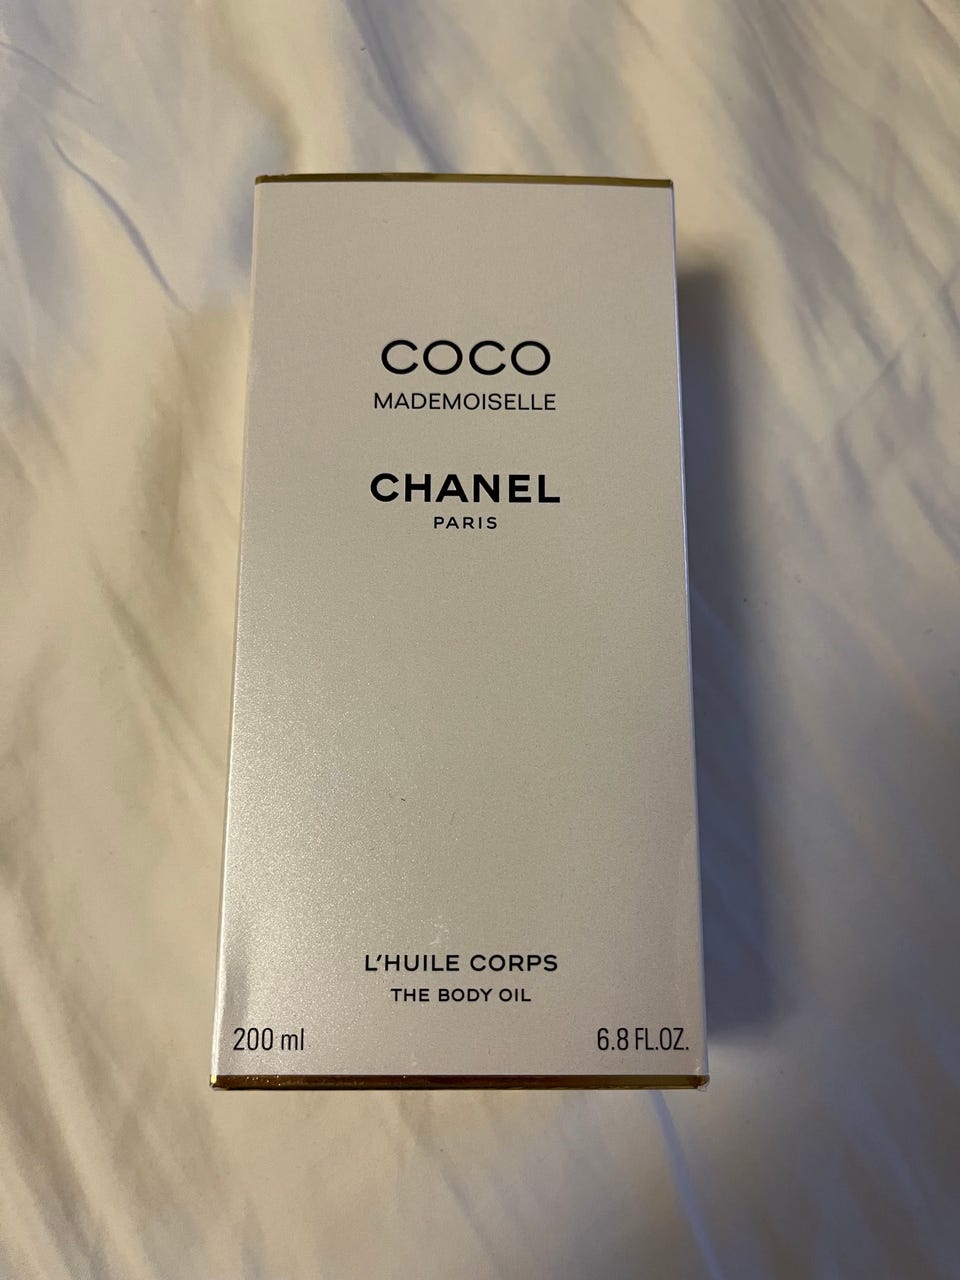 COCO
MADEMOISELLE
CHANEL
PARIS
L'HUILE CORPS
THE BODY OIL
200 ml 6.8 FL.OZ.